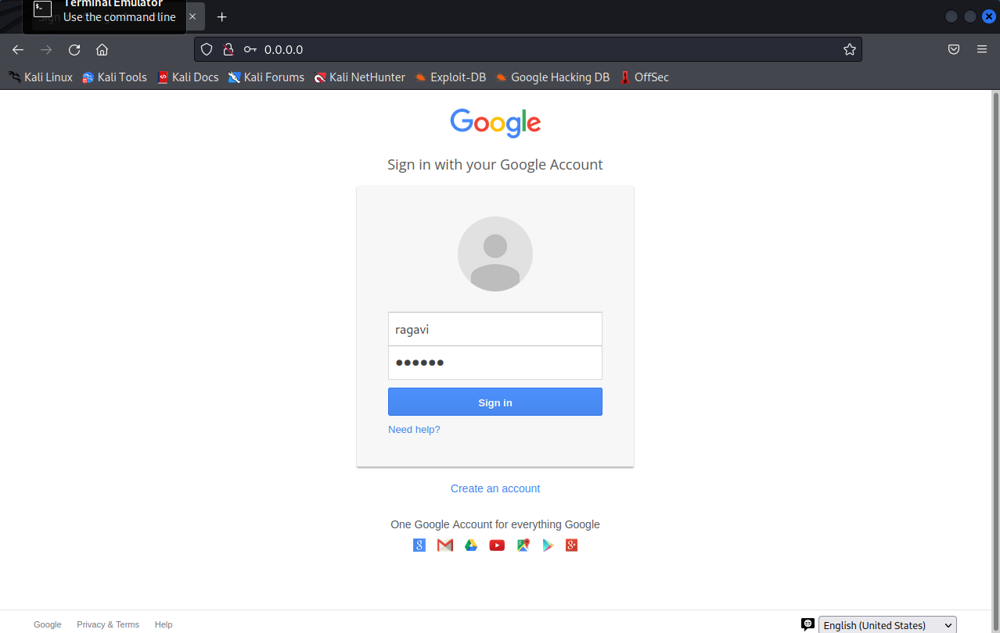 Terminal Emulator
Use the command line
0.0.0.0
Kali Linux Kali Tools Kali Docs Kali Forums Kali NetHunter Exploit-DB Google Hacking DB OffSec
Google
Sign in with your Google Account
ragavi
●●●●●●
Sign in
Need help?
Create an account
One Google Account for everything Google
Google Privacy & Terms Help
English (United States)